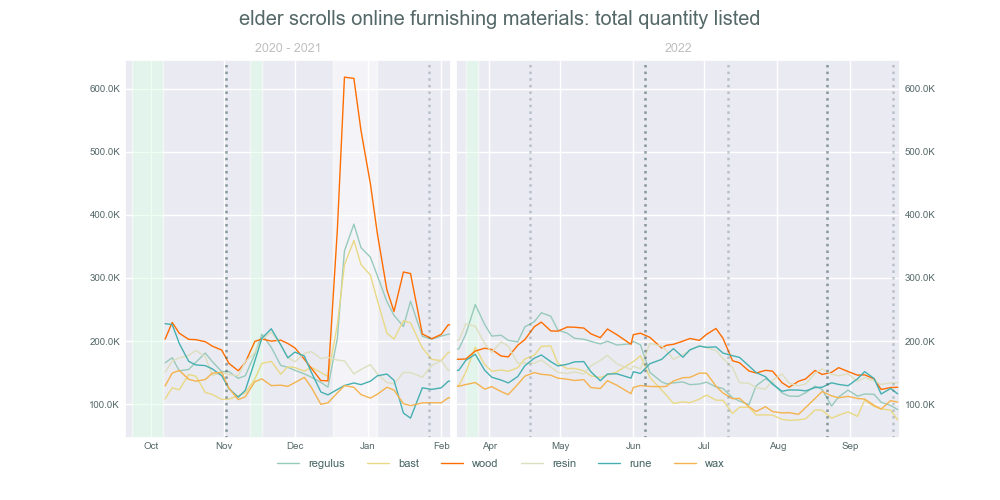 elder scrolls online furnishing materials: total quantity listed
2020 - 2021
2022
600.0K
600.0K
500.0K
500.0K
400.0K
400.0K
300.0K
300.0K
200.0K
200.0K
100.0K
100.0K
Oct Nov Dec Jan Feb Apr May Jun Jul Aug Sep
regulus bast wood resin rune wax